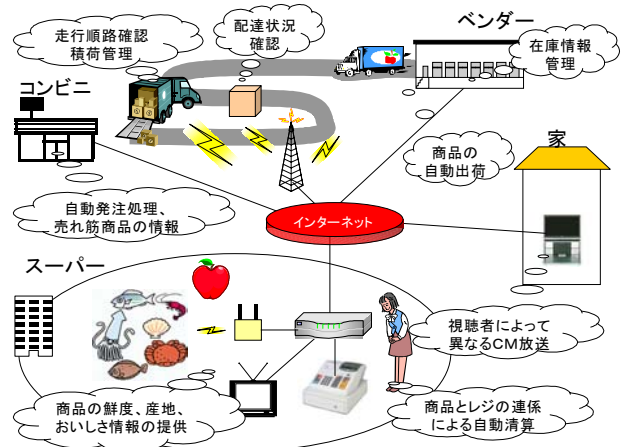 走行順路確認
積荷管理
配達状況
確認
ベンダー
在庫情報
管理
コンビニ
家
商品の
自動出荷
自動発注処理、
売れ筋商品の情報
インターネット
スーパー
視聴者によって
異なるCM放送
商品の鮮度、産地、
おいしさ情報の提供
商品とレジの連係
による自動清算